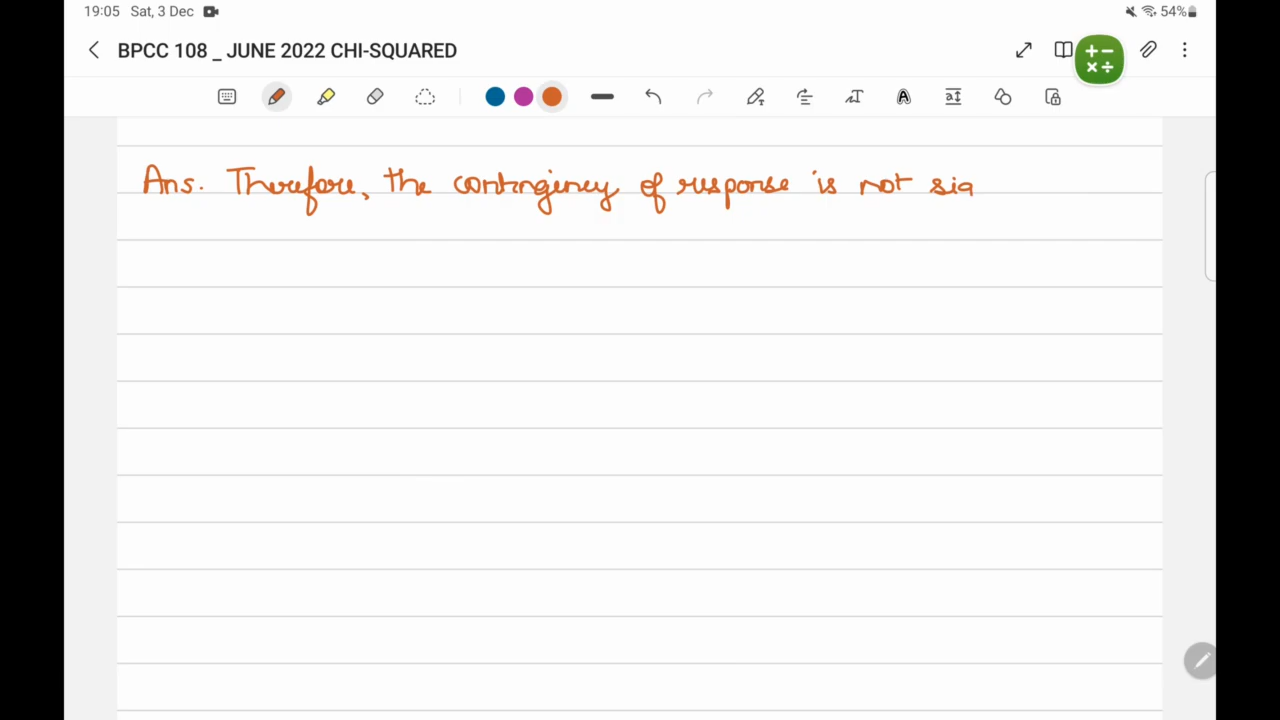 19:05 Sat, 3 Dec 54%
BPCC 108 _ JUNE 2022 CHI-SQUARED
Ans. Therefore, the contingency of response is not sig